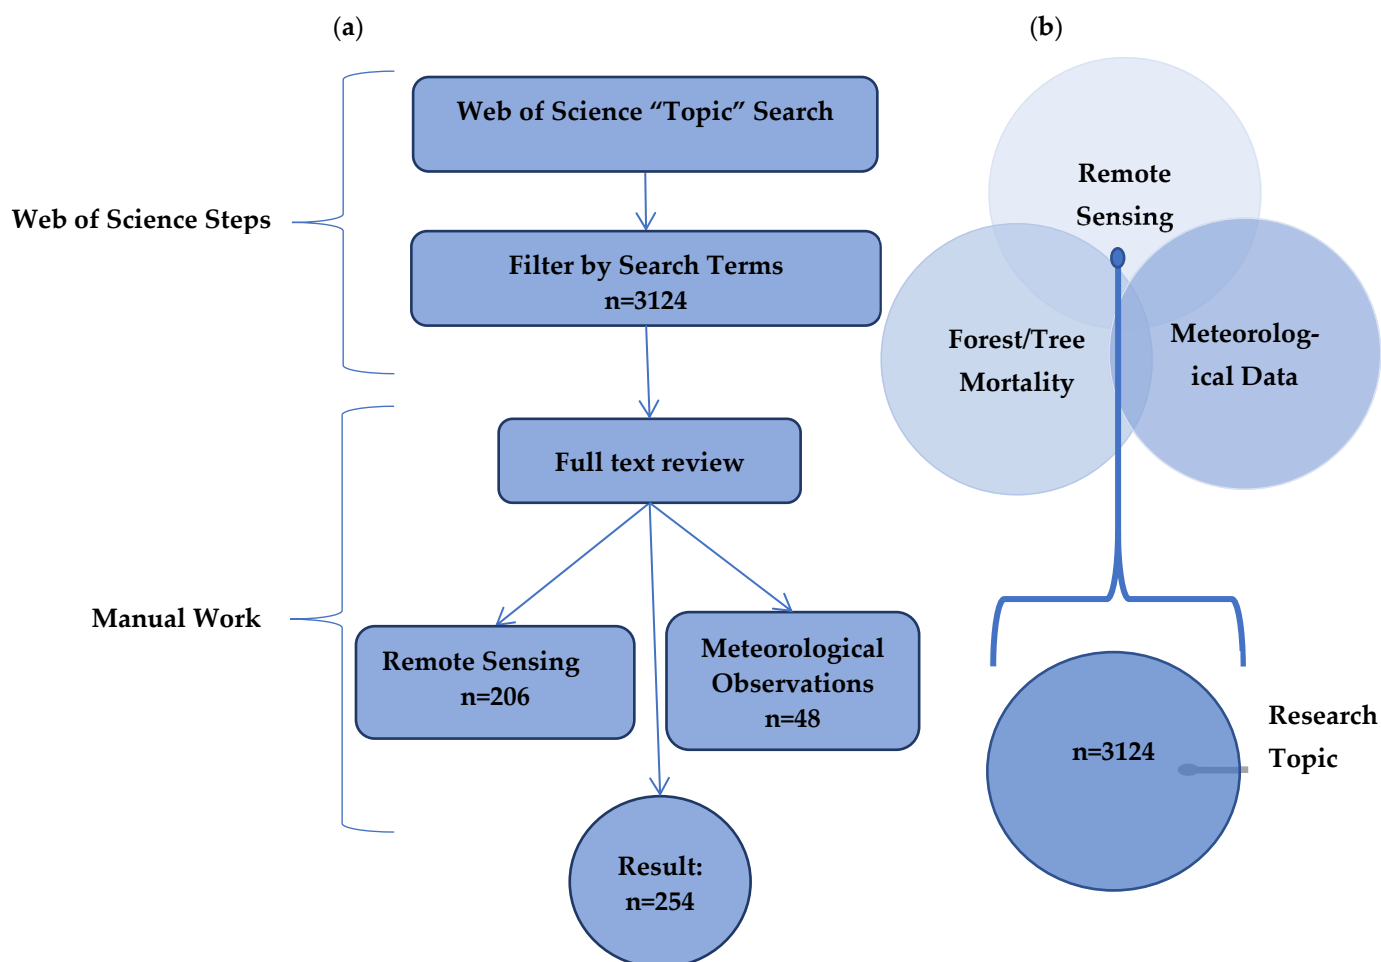 (a)
Web of Science “Topic” Search
Web of Science Steps
Filter by Search Terms
n=3124
Full text review
Manual Work
Remote Sensing
n=206
Meteorological
Observations
n=48
Result:
n=254
(b)
Remote
Sensing
Forest/Tree
Mortality
Meteorolog-
ical Data
n=3124
Research
Topic